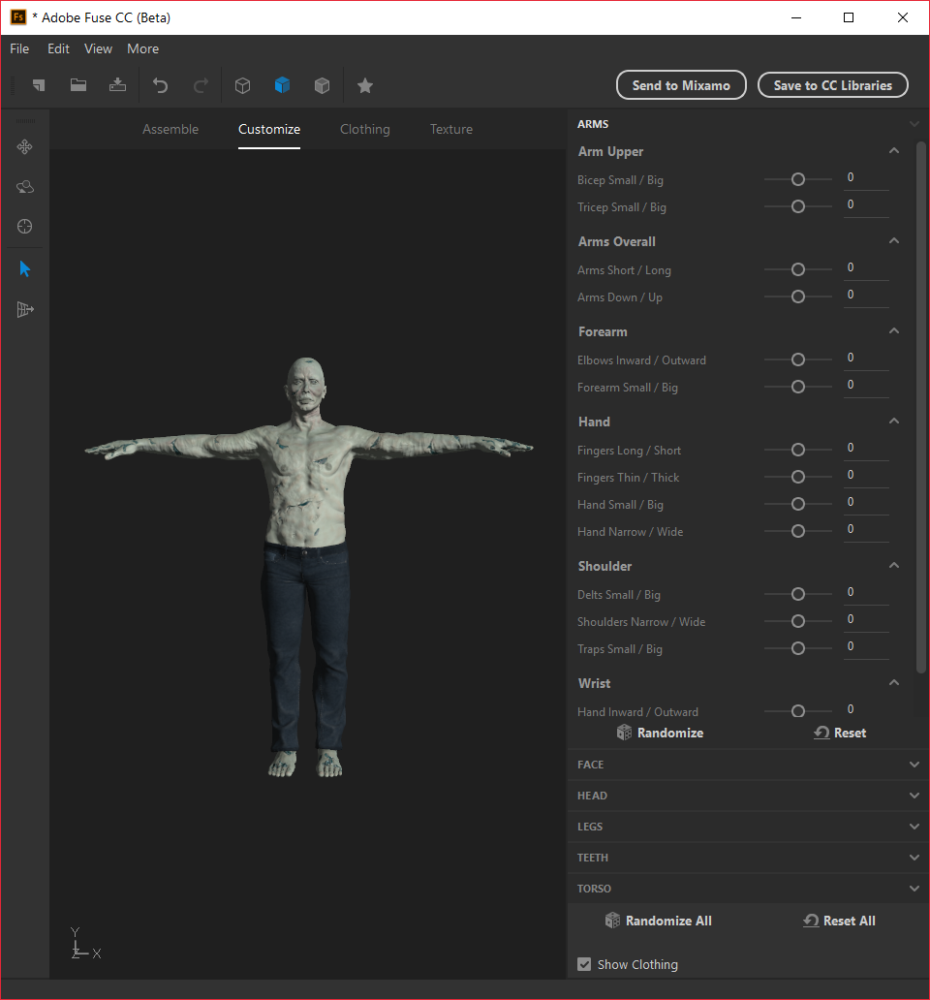 Fs * Adobe Fuse CC (Beta)
File Edit View More
Send to Mixamo Save to CC Libraries
Assemble Customize Clothing Texture
ARMS
Arm Upper
Bicep Small / Big 0
Tricep Small / Big 0
Arms Overall
Arms Short / Long 0
Arms Down / Up 0
Forearm
Elbows Inward / Outward 0
Forearm Small / Big 0
Hand
Fingers Long / Short 0
Fingers Thin / Thick 0
Hand Small / Big 0
Hand Narrow / Wide 0
Shoulder
Delts Small / Big 0
Shoulders Narrow / Wide 0
Traps Small / Big 0
Wrist
Hand Inward / Outward 0
Randomize Reset
FACE
HEAD
LEGS
TEETH
TORSO
Randomize All Reset All
Show Clothing
Y
Z X